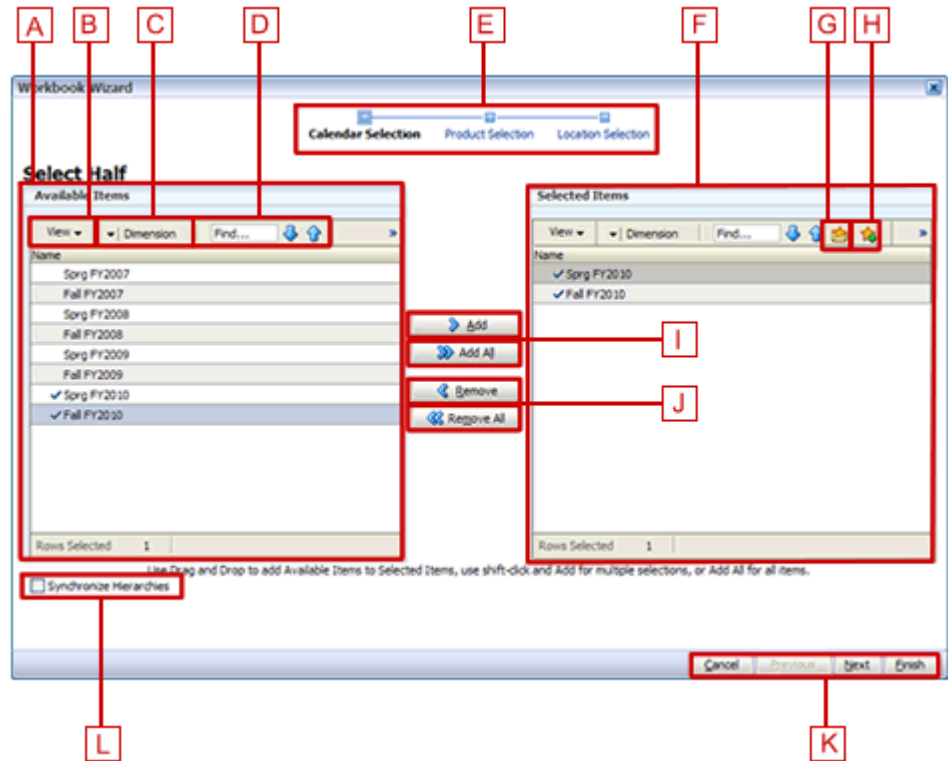 A B C D E F G H
Workbook Wizard
Calendar Selection Product Selection Location Selection
Select Half
Available Items
View Dimension Find... »
Name
Sprg FY2007
Fall FY2007
Sprg FY2008
Fall FY2008
Sprg FY2009
Fall FY2009
Sprg FY2010
Fall FY2010
Rows Selected 1
Add
Add All
I
Remove
J
Remove All
Selected Items
View Dimension Find... »
Name
Sprg FY2010
Fall FY2010
Rows Selected 1
Use Drag and Drop to add Available Items to Selected Items, use shift-click and Add for multiple selections, or Add All for all items.
Synchronize Hierarchies
Cancel Previous Next Finish
L K